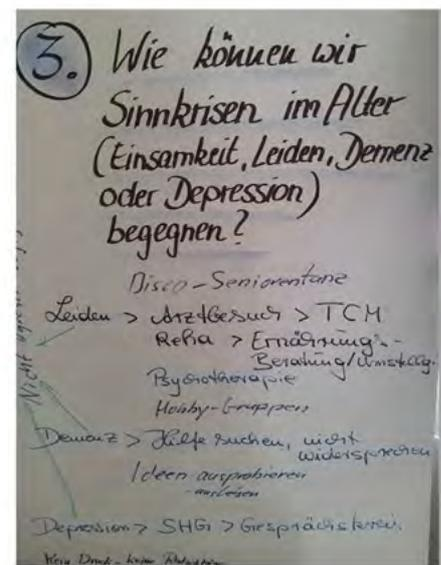 3. Wie können wir
Sinnkrisen im Alter
(Einsamkeit, Leiden, Demenz
oder Depression)
begegnen?
Disco-Seniorentanz
Leiden > Arztbesuch > TCM
Reha > Ernährungs-
Beratung/Umstellg.
Psychotherapie
Hobby-Gruppen
Demenz > Hilfe suchen, nicht
widersprechen
Ideen ausprobieren
- ausleben
Depression > SHG > Gesprächskreis
Kein Druck - keine
Nicht